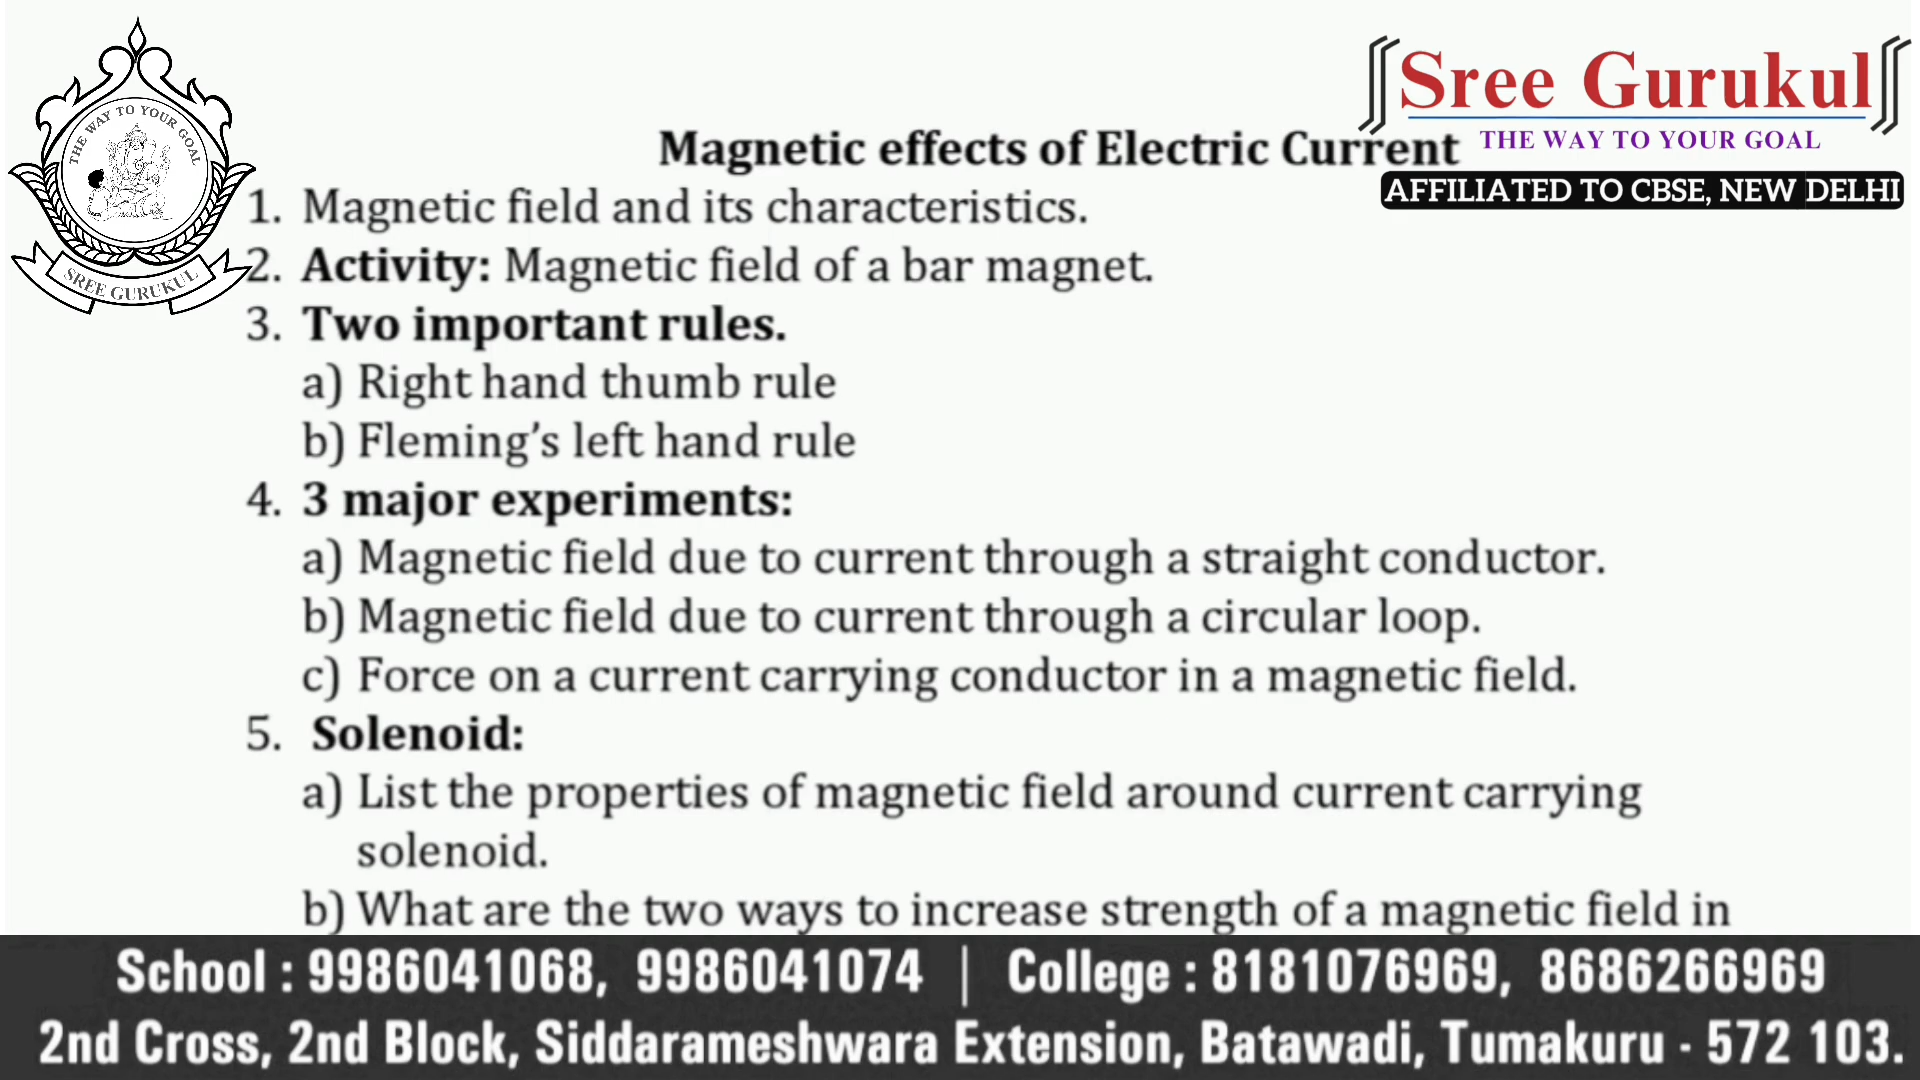 THE WAY TO YOUR GOAL
SREE GURUKUL
Sree Gurukul
THE WAY TO YOUR GOAL
AFFILIATED TO CBSE, NEW DELHI
Magnetic effects of Electric Current
1. Magnetic field and its characteristics.
2. Activity: Magnetic field of a bar magnet.
3. Two important rules.
a) Right hand thumb rule
b) Fleming’s left hand rule
4. 3 major experiments:
a) Magnetic field due to current through a straight conductor.
b) Magnetic field due to current through a circular loop.
c) Force on a current carrying conductor in a magnetic field.
5. Solenoid:
a) List the properties of magnetic field around current carrying
solenoid.
b) What are the two ways to increase strength of a magnetic field in
School : 9986041068, 9986041074 | College : 8181076969, 8686266969
2nd Cross, 2nd Block, Siddarameshwara Extension, Batawadi, Tumakuru - 572 103.